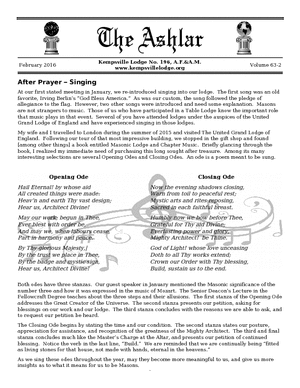 The Ashlar
Kempsville Lodge No. 196, A.F.&A.M.
February 2016
www.kempsvillelodge.org
Volume 63-2
After Prayer – Singing
At our first stated meeting in January, we re-introduced singing into our lodge. The first song was an old
favorite, Irving Berlin's "God Bless America." As was our custom, the song followed the pledge of
allegiance to the flag. However, two other songs were introduced and need some explanation. Masons
are not strangers to music. Those of us who have participated in a Table Lodge know the important role
that music plays in that event. Several of you have attended lodges under the auspices of the United
Grand Lodge of England and have experienced singing in those lodges.
My wife and I travelled to London during the summer of 2015 and visited The United Grand Lodge of
England. Following our tour of that most impressive building, we stopped in the gift shop and found
(among other things) a book entitled Masonic Lodge and Chapter Music. Briefly glancing through the
book, I realized my immediate need of purchasing this long sought after treasure. Among its many
interesting selections are several Opening Odes and Closing Odes. An ode is a poem meant to be sung.
Opening Ode
Hail Eternal! by whose aid
All created things were made:
Heav'n and earth Thy vast design;
Hear us, Architect Divine!
May our work, begun in Thee,
Ever blest with order be,
And may we, when labours cease,
Part in harmony and peace.
By Thy glorious Majesty,
By the trust we place in Thee,
By the badge and mystic sign,
Hear us, Architect Divine!
Closing Ode
Now the evening shadows closing,
Warn from toil to peaceful rest;
Mystic arts and rites reposing,
Sacred in each faithful breast.
Humbly now we bow before Thee,
Grateful for Thy aid Divine;
Everlasting power and glory,
Mighty Architect! be Thine.
God of Light! whose love unceasing
Doth to all Thy works extend;
Crown our Order with Thy blessing,
Build, sustain us to the end.
Both odes have three stanzas. Our guest speaker in January mentioned the Masonic significance of the
number three and how it was expressed in the music of Mozart. The Senior Deacon's lecture in the
Fellowcraft Degree teaches about the three steps and their allusions. The first stanza of the Opening Ode
addresses the Great Creator of the Universe. The second stanza presents our petition, asking for
blessings on our work and our lodge. The third stanza concludes with the reasons we are able to ask, and
to request our petition be heard.
The Closing Ode begins by stating the time and our condition. The second stanza states our posture,
appreciation for assistance, and recognition of the greatness of the Mighty Architect. The third and final
stanza concludes much like the Master's Charge at the Altar, and presents our petition of continued
blessing. Notice the verb in the last line, "Build." We are reminded that we are continually being "fitted
as living stones for that house, not made with hands, eternal in the heavens."
As we sing these odes throughout the year, may they become more meaningful to us, and give us more
insights as to what it means for us to be Masons.